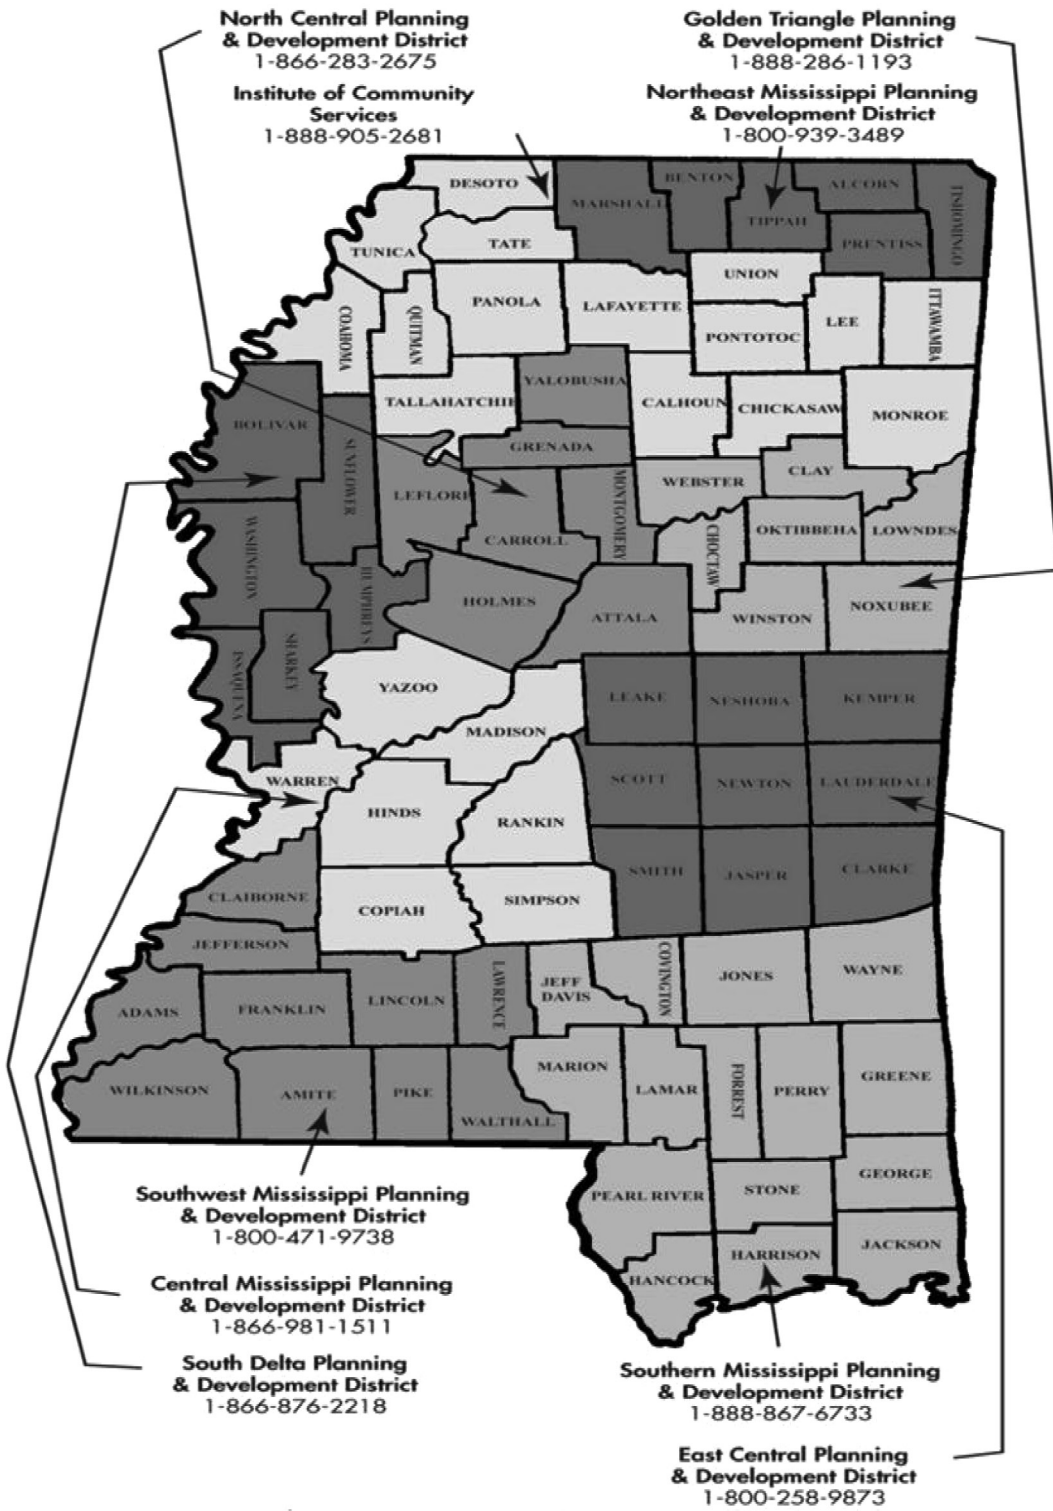 North Central Planning
& Development District
1-866-283-2675
Institute of Community
Services
1-888-905-2681
Golden Triangle Planning
& Development District
1-888-286-1193
Northeast Mississippi Planning
& Development District
1-800-939-3489
DESOTO
MARSHALL
BENTON
TIPPAH
ALCORN
PRENTISS
TISHOMINGO
TUNICA
TATE
UNION
PANOLA
LAFAYETTE
PONTOTOC
LEE
ITTAWAMBA
COAHOMA
QUITMAN
YALOBUSHA
TALLAHATCHIE
CALHOUN
CHICKASAW
MONROE
BOLIVAR
SUNFLOWER
GRENADA
LEFLORE
CARROLL
MONTGOMERY
WEBSTER
CLAY
CHOCTAW
OKTIBBEHA
LOWNDES
WASHINGTON
HUMPHREYS
HOLMES
ATTALA
WINSTON
NOXUBEE
ISSAQUENA
SHARKEY
YAZOO
MADISON
LEAKE
NESHOBA
KEMPER
WARREN
HINDS
RANKIN
SCOTT
NEWTON
LAUDERDALE
CLAIBORNE
COPIAH
SIMPSON
SMITH
JASPER
CLARKE
JEFFERSON
ADAMS
FRANKLIN
LINCOLN
LAWRENCE
JEFF
DAVIS
COVINGTON
JONES
WAYNE
WILKINSON
AMITE
PIKE
WALTHALL
MARION
LAMAR
FORREST
PERRY
GREENE
PEARL RIVER
STONE
GEORGE
HANCOCK
HARRISON
JACKSON
Southwest Mississippi Planning
& Development District
1-800-471-9738
Central Mississippi Planning
& Development District
1-866-981-1511
South Delta Planning
& Development District
1-866-876-2218
Southern Mississippi Planning
& Development District
1-888-867-6733
East Central Planning
& Development District
1-800-258-9873